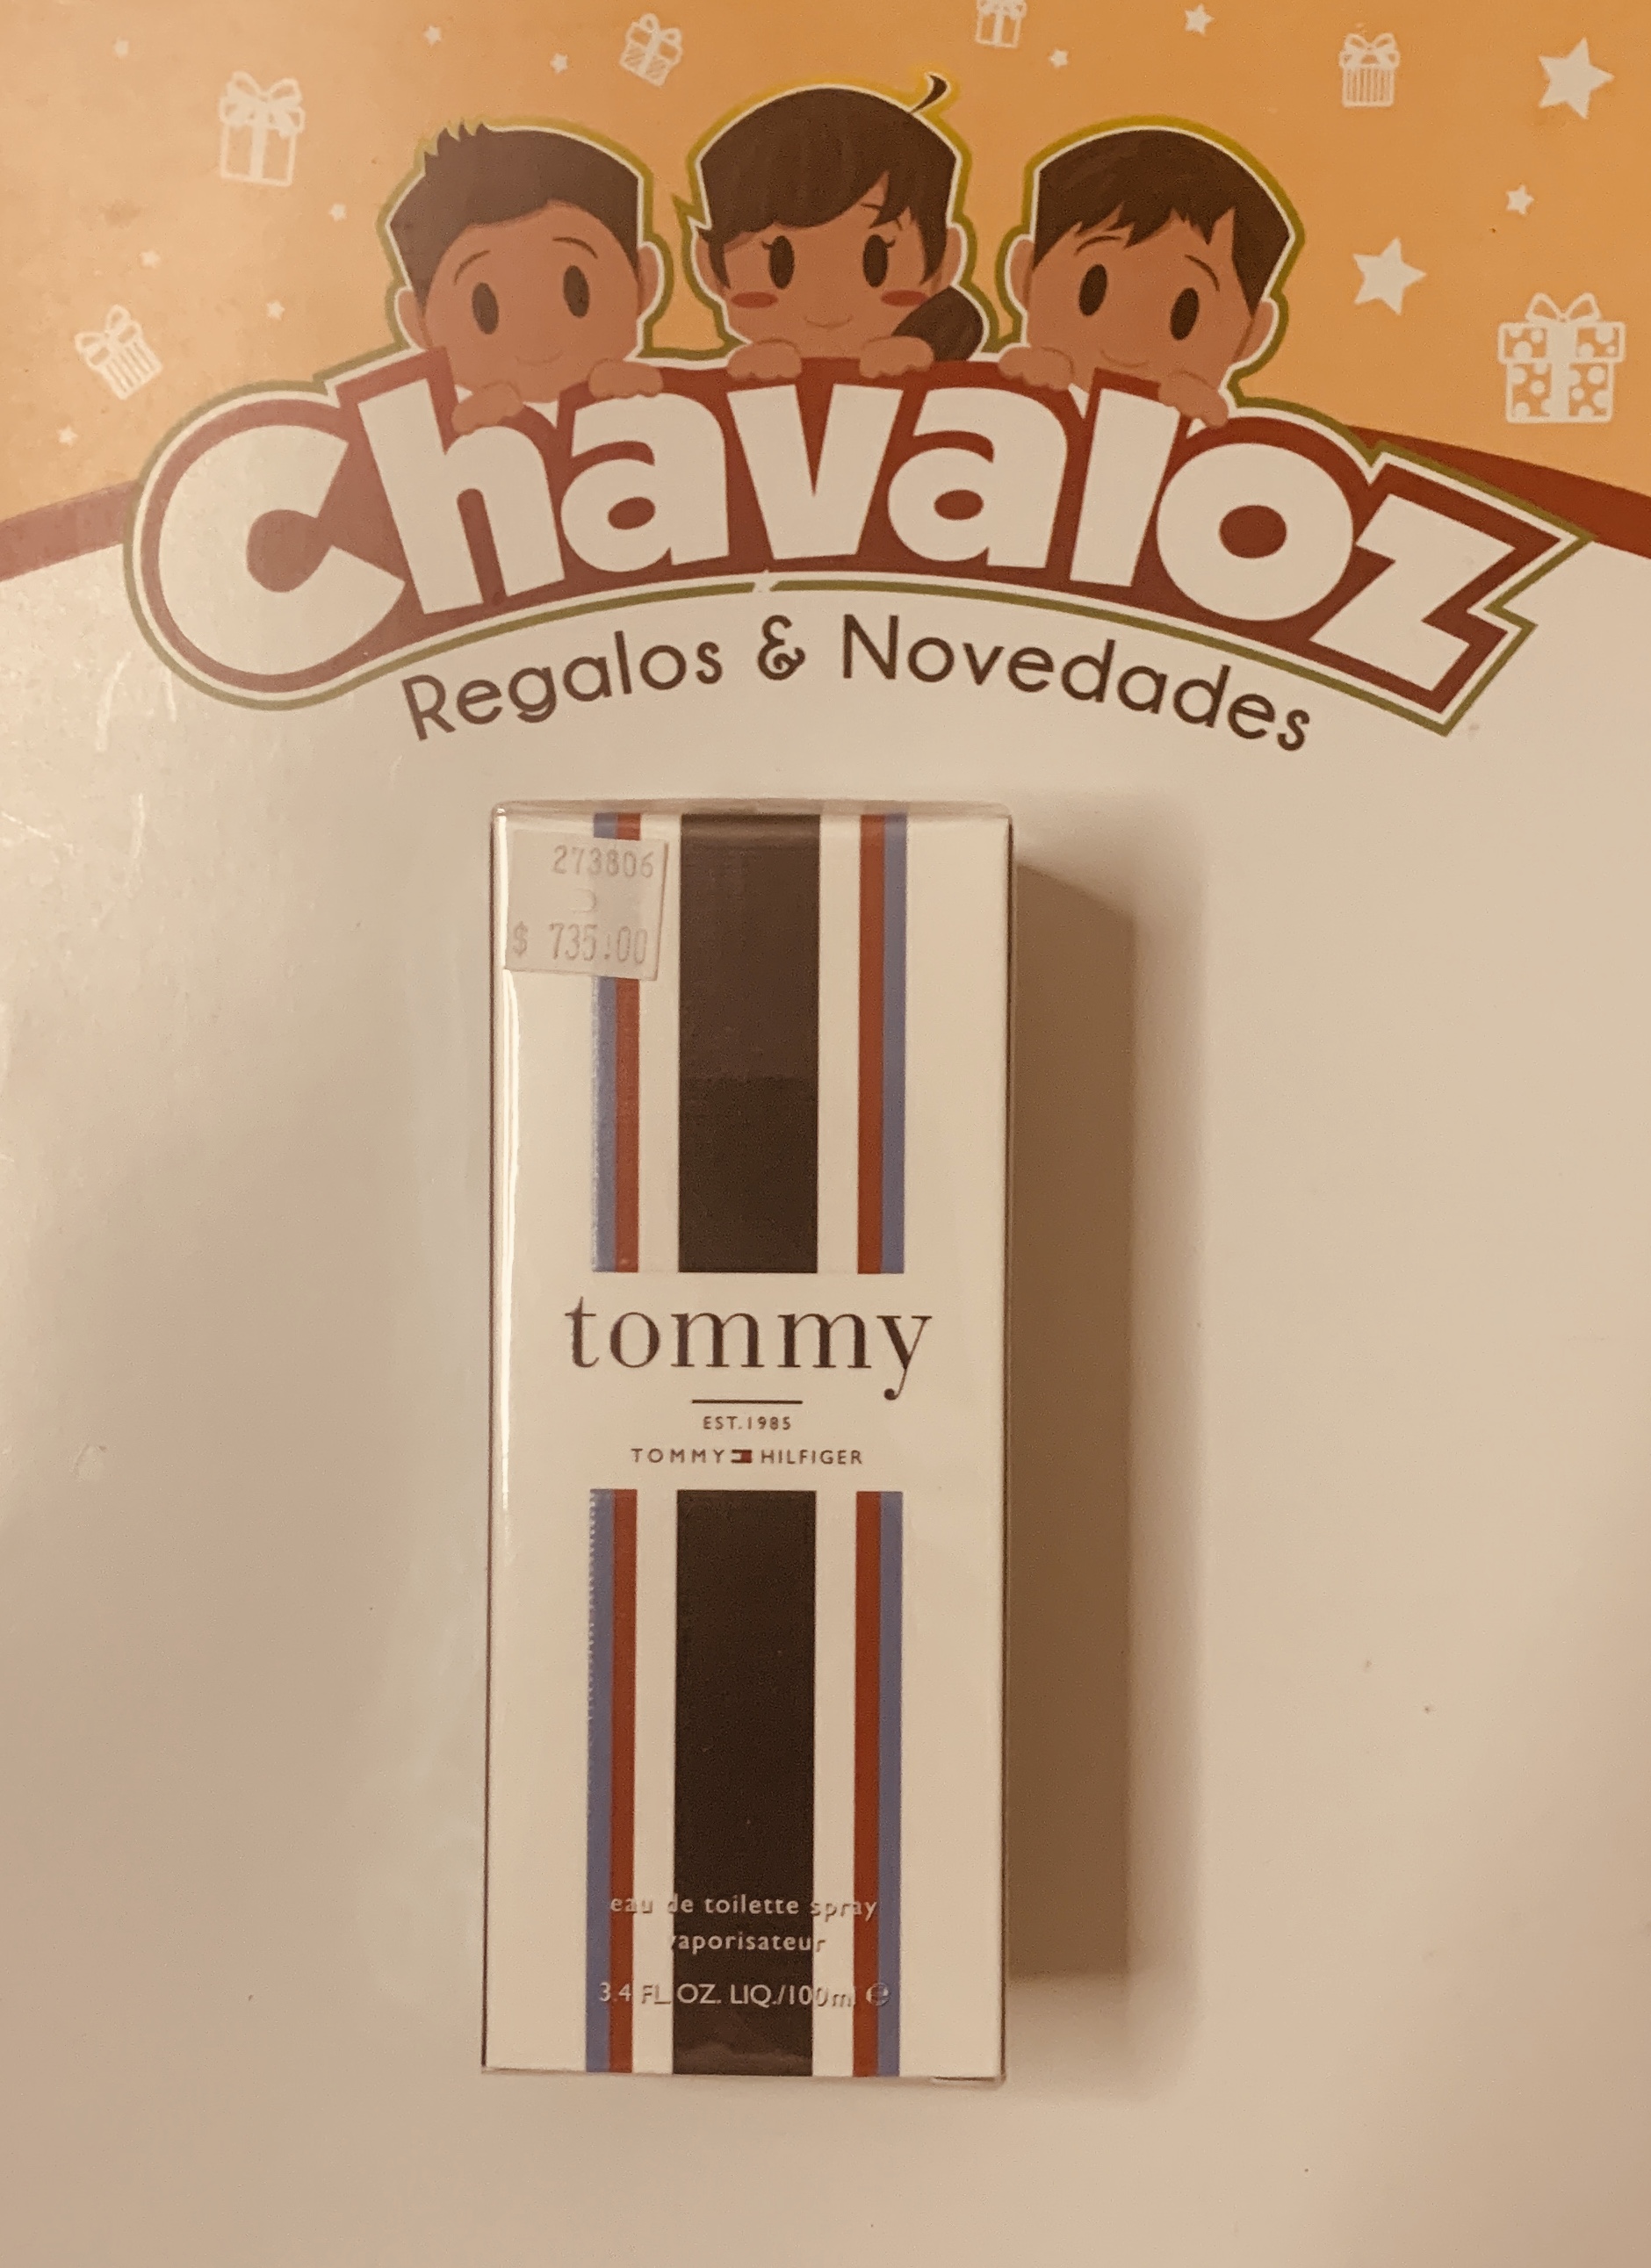 Chavaloz
Regalos & Novedades
273806
$ 735.00
tommy
EST.1985
TOMMY HILFIGER
eau de toilette spray
vaporisateur
3.4 FL. OZ. LIQ./100ml ℮